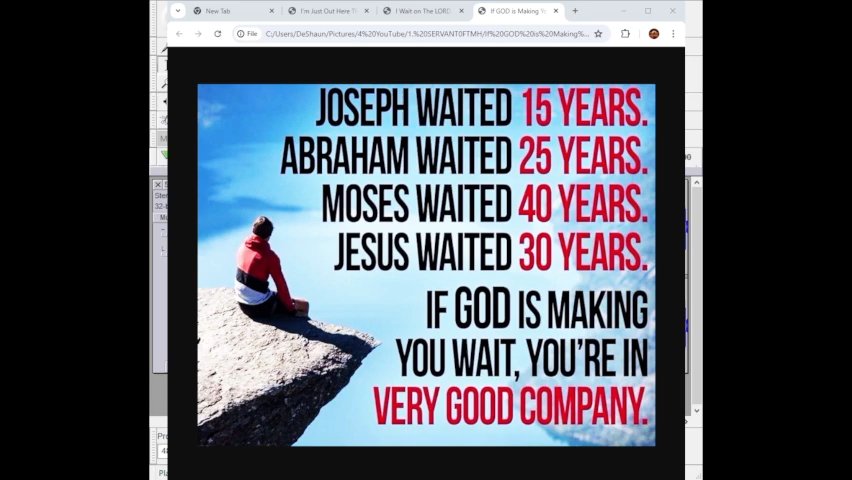 New Tab
I'm Just Out Here T
I Wait on The LORD
If GOD is Making Y
File
C:/Users/DeShaun/Pictures/4%20YouTube/1.%20SERVANT0FTMH/If%20GOD%20is%20Making%...
JOSEPH WAITED 15 YEARS.
ABRAHAM WAITED 25 YEARS.
MOSES WAITED 40 YEARS.
JESUS WAITED 30 YEARS.
IF GOD IS MAKING
YOU WAIT, YOU'RE IN
VERY GOOD COMPANY.